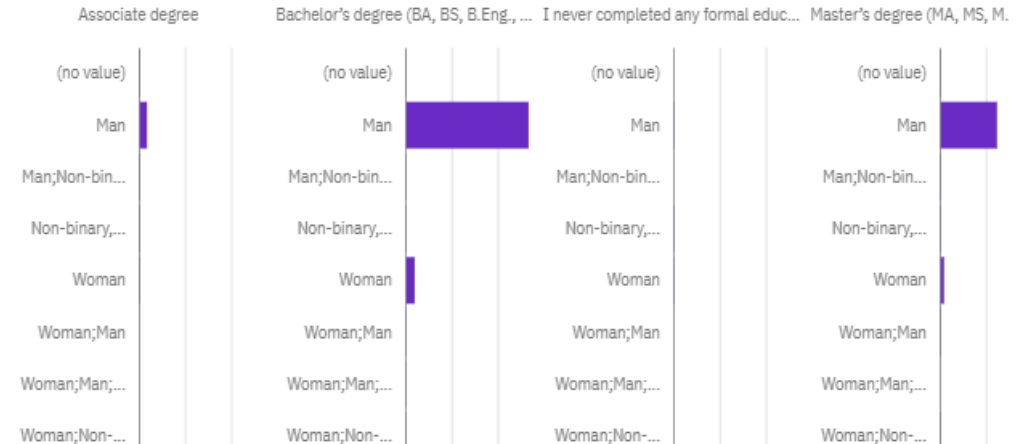 Associate degree
Bachelor's degree (BA, BS, B.Eng., ...
I never completed any formal educ...
Master's degree (MA, MS, M.
(no value)
Man
Man;Non-bin...
Non-binary,...
Woman
Woman;Man
Woman;Man;...
Woman;Non-...
(no value)
Man
Man;Non-bin...
Non-binary,...
Woman
Woman;Man
Woman;Man;...
Woman;Non-...
(no value)
Man
Man;Non-bin...
Non-binary,...
Woman
Woman;Man
Woman;Man;...
Woman;Non-...
(no value)
Man
Man;Non-bin...
Non-binary,...
Woman
Woman;Man
Woman;Man;...
Woman;Non-...